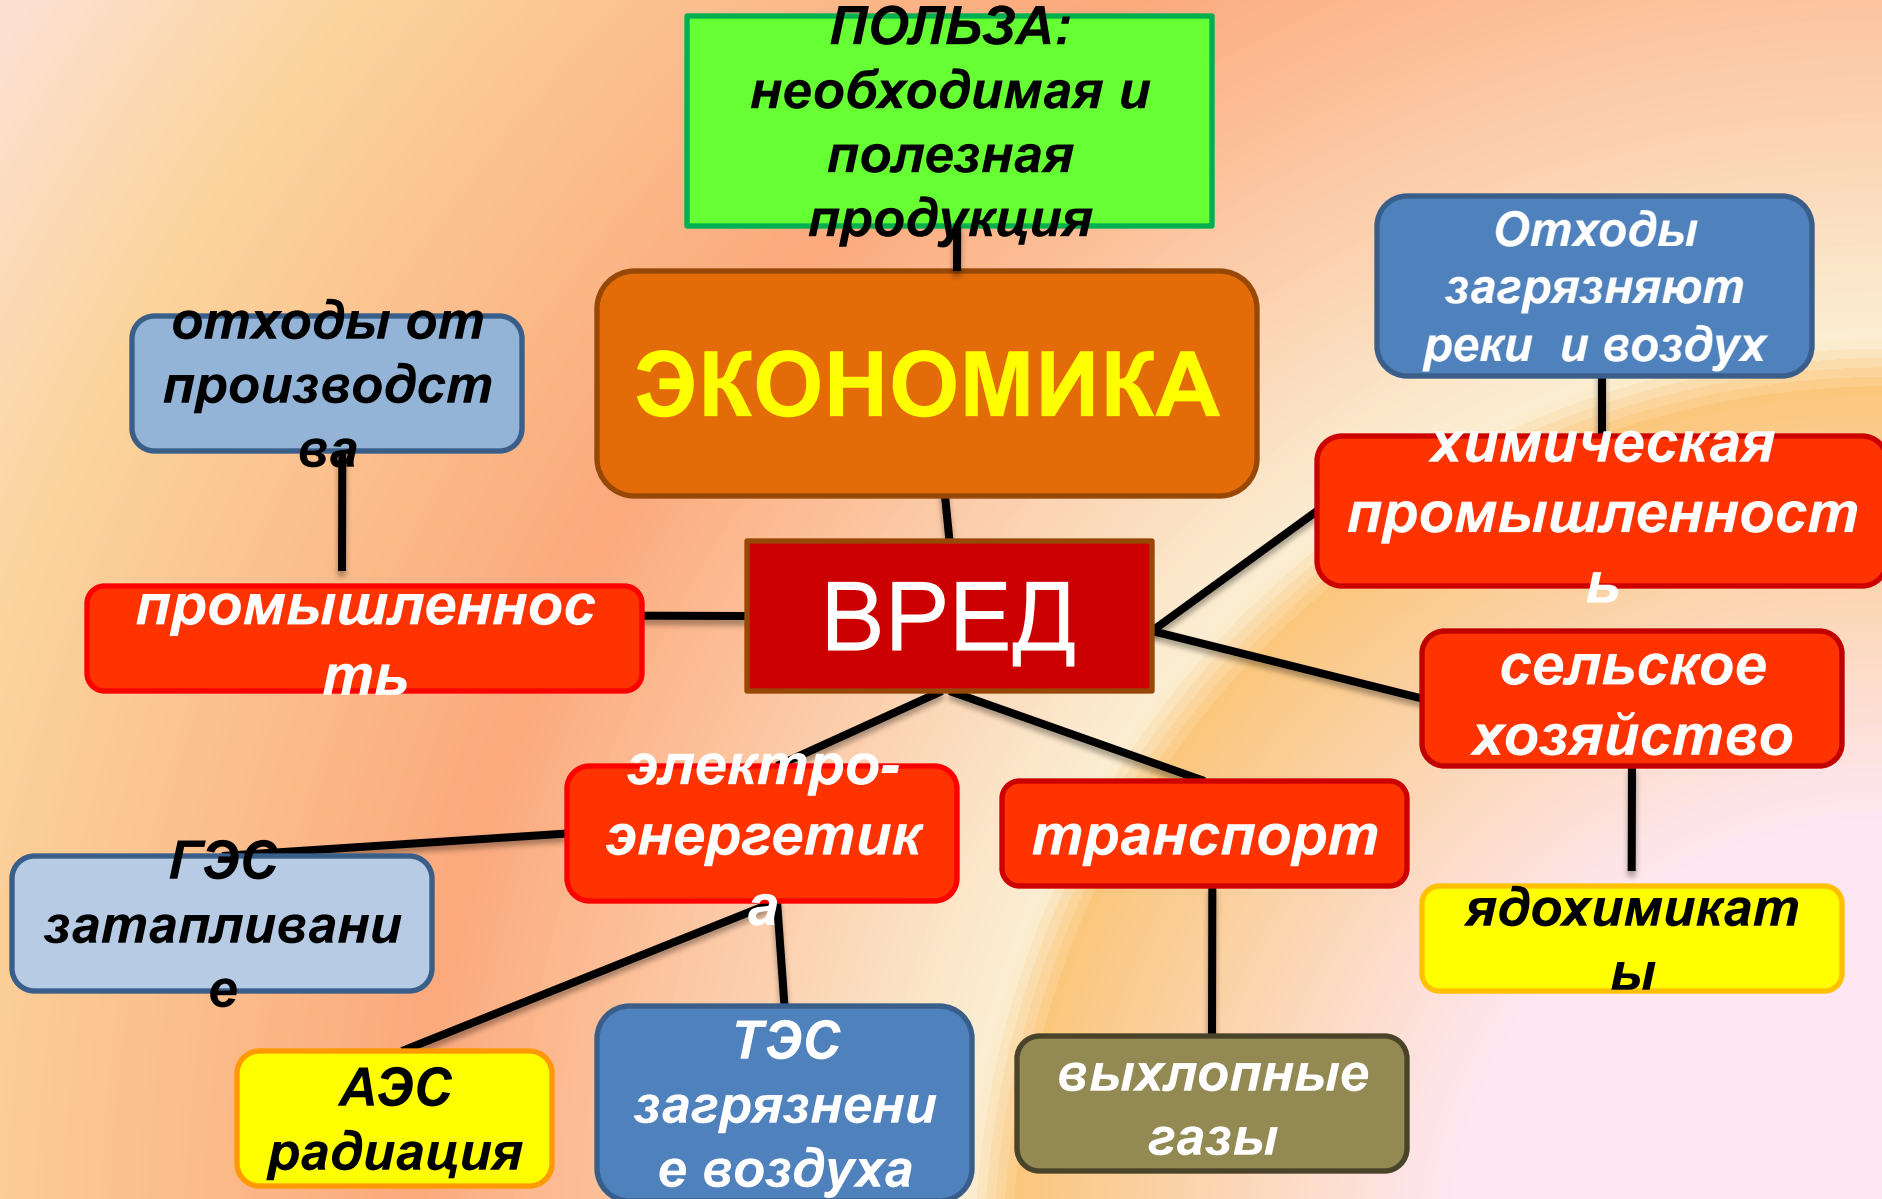 ПОЛЬЗА:
необходимая и
полезная
продукция
Отходы
загрязняют
реки и воздух
отходы от
производст
ва
ЭКОНОМИКА
химическая
промышленност
ь
промышленнос
ть
ВРЕД
сельское
хозяйство
электро-
энергетик
а
транспорт
ГЭС
затапливани
е
ядохимикат
ы
АЭС
радиация
ТЭС
загрязнени
е воздуха
выхлопные
газы